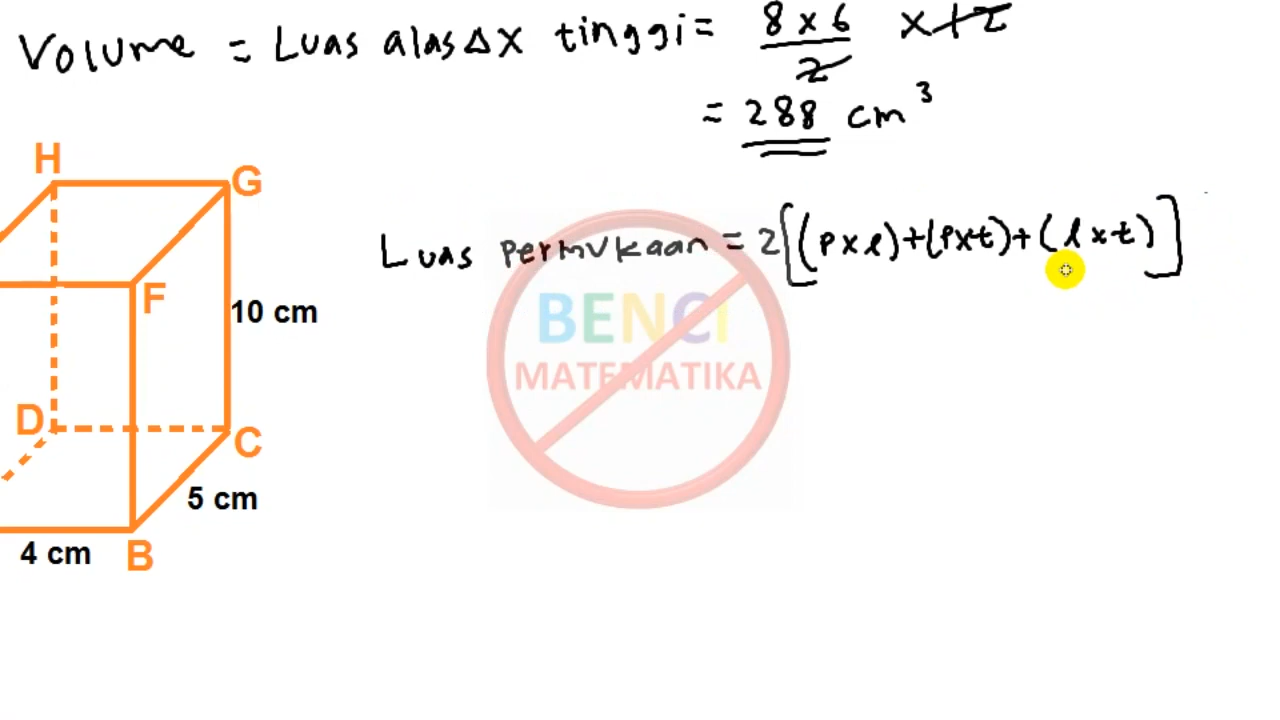 Volume = Luas alas Δ x tinggi = 8 x 6 / 2 x 12
= 288 cm³
H
G
Luas permukaan = 2[(p x l)+(p x t)+(l x t)]
F
10 cm
BENCI
MATEMATIKA
D
C
5 cm
4 cm
B